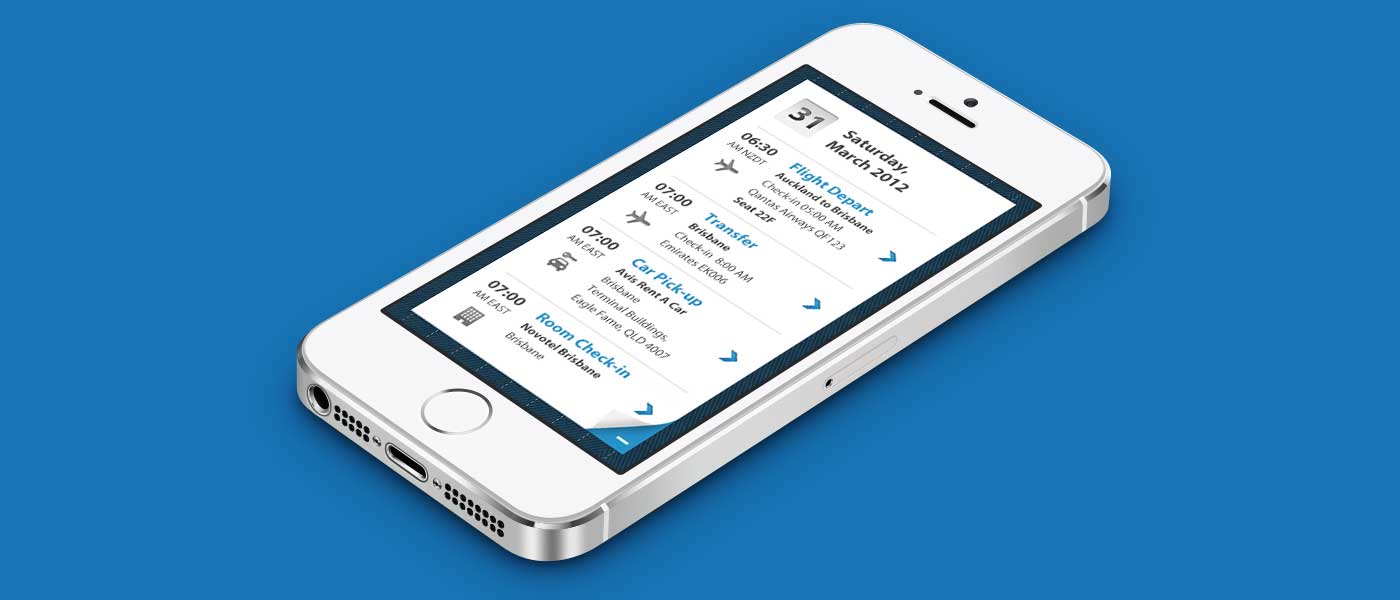 31
Saturday,
March 2012
06:30
AM NZDT
Flight Depart
Auckland to Brisbane
Check-in 05:00 AM
Qantas Airways QF123
Seat 22F
07:00
AM EAST
Transfer
Brisbane
Check-in 8:00 AM
Emirates EK006
07:00
AM EAST
Car Pick-up
Avis Rent A Car
Brisbane
Terminal Buildings,
Eagle Fame, QLD 4007
07:00
AM EAST
Room Check-in
Novotel Brisbane
Brisbane